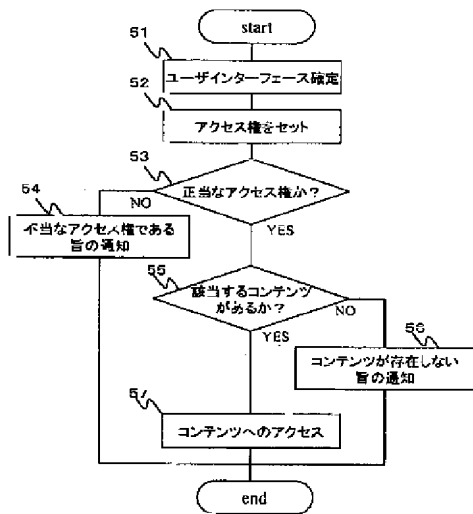 start
51
ユーザインターフェース確定
52
アクセス権をセット
53
正当なアクセス権か？
54
NO
YES
不当なアクセス権である
旨の通知
55
該当するコンテンツ
があるか？
NO
YES
56
コンテンツが存在しない
旨の通知
57
コンテンツへのアクセス
end